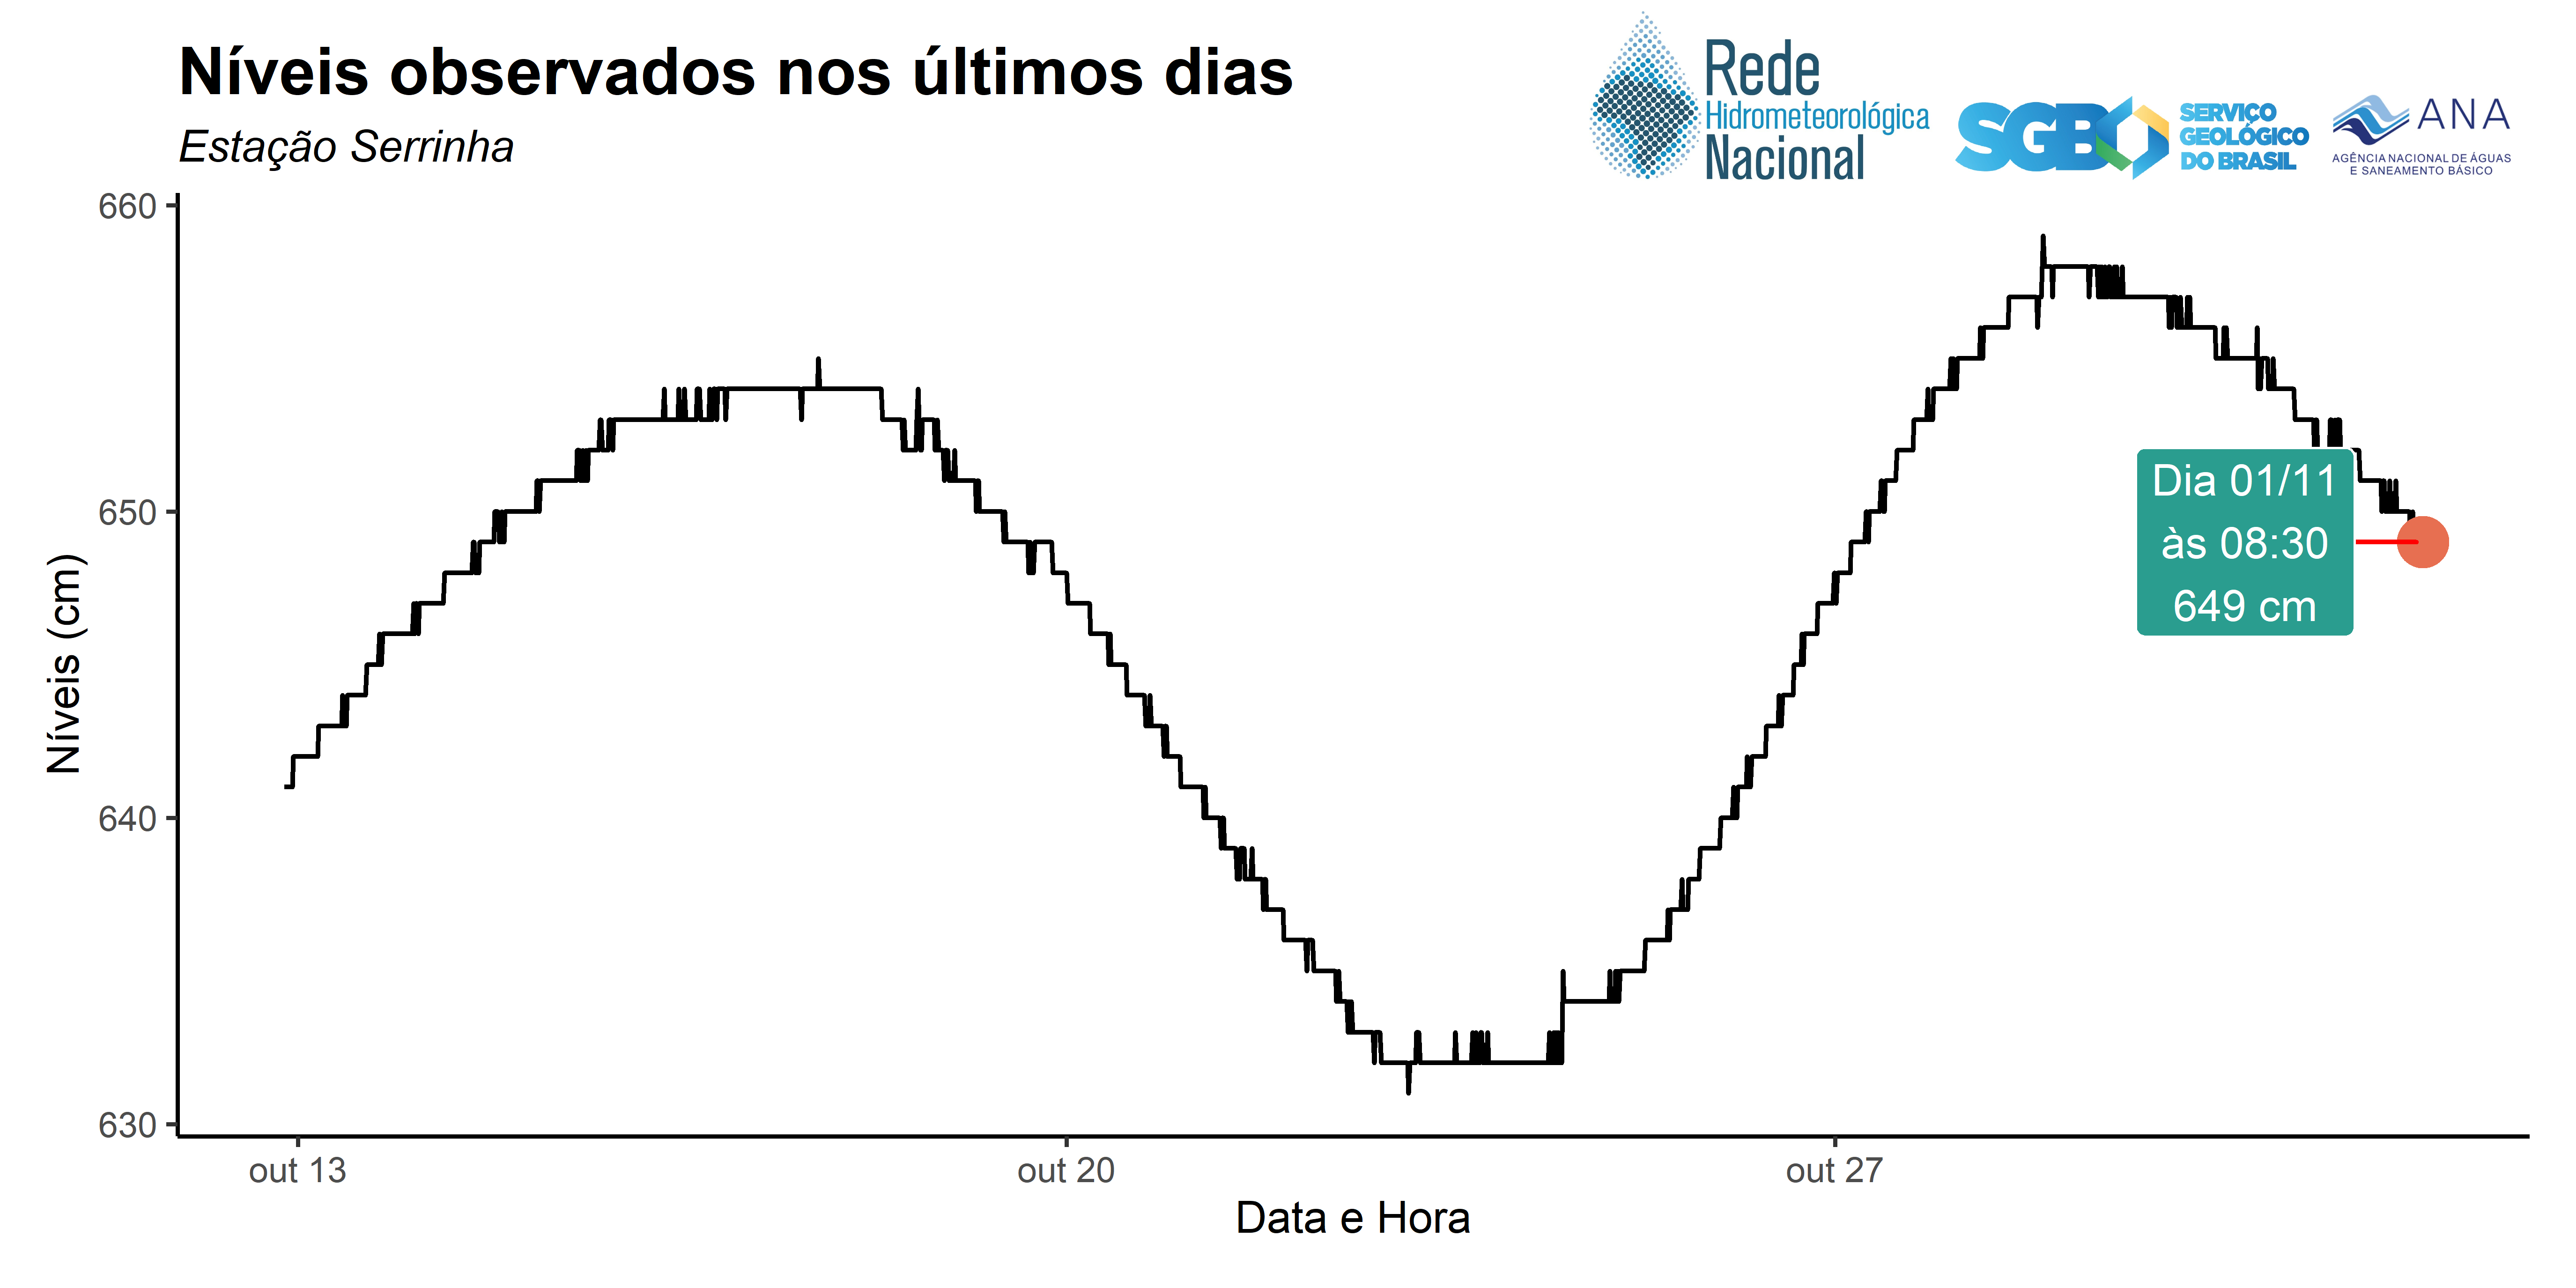 Níveis observados nos últimos dias
Estação Serrinha
Rede
Hidrometeorológica
Nacional
SGB
SERVIÇO
GEOLÓGICO
DO BRASIL
ANA
AGÊNCIA NACIONAL DE ÁGUAS
E SANEAMENTO BÁSICO
660
650
640
630
Níveis (cm)
Dia 01/11
às 08:30
649 cm
out 13
out 20
out 27
Data e Hora